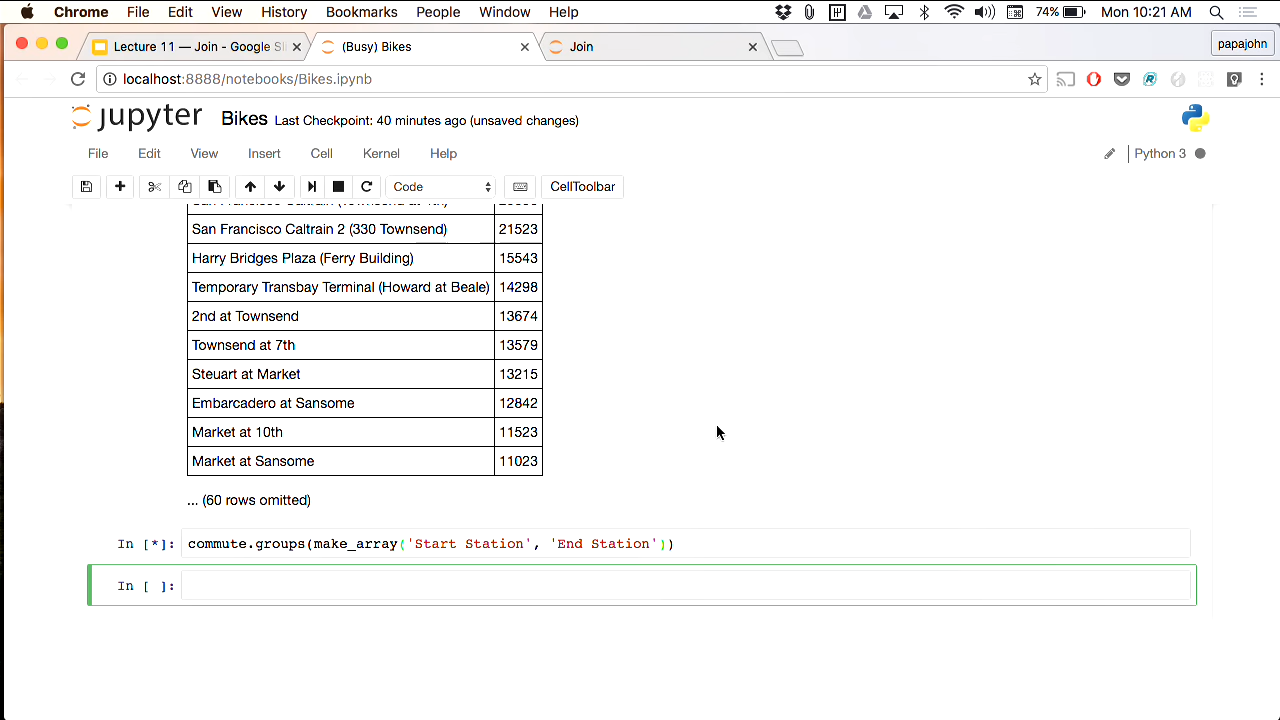 Chrome File Edit View History Bookmarks People Window Help 74% Mon 10:21 AM
Lecture 11 — Join - Google Sl (Busy) Bikes Join papajohn
localhost:8888/notebooks/Bikes.ipynb
jupyter Bikes Last Checkpoint: 40 minutes ago (unsaved changes)
File Edit View Insert Cell Kernel Help Python 3
Code CellToolbar
San Francisco Caltrain 2 (330 Townsend) 21523
Harry Bridges Plaza (Ferry Building) 15543
Temporary Transbay Terminal (Howard at Beale) 14298
2nd at Townsend 13674
Townsend at 7th 13579
Steuart at Market 13215
Embarcadero at Sansome 12842
Market at 10th 11523
Market at Sansome 11023
... (60 rows omitted)
In [*]: commute.groups(make_array('Start Station', 'End Station'))
In [ ]: